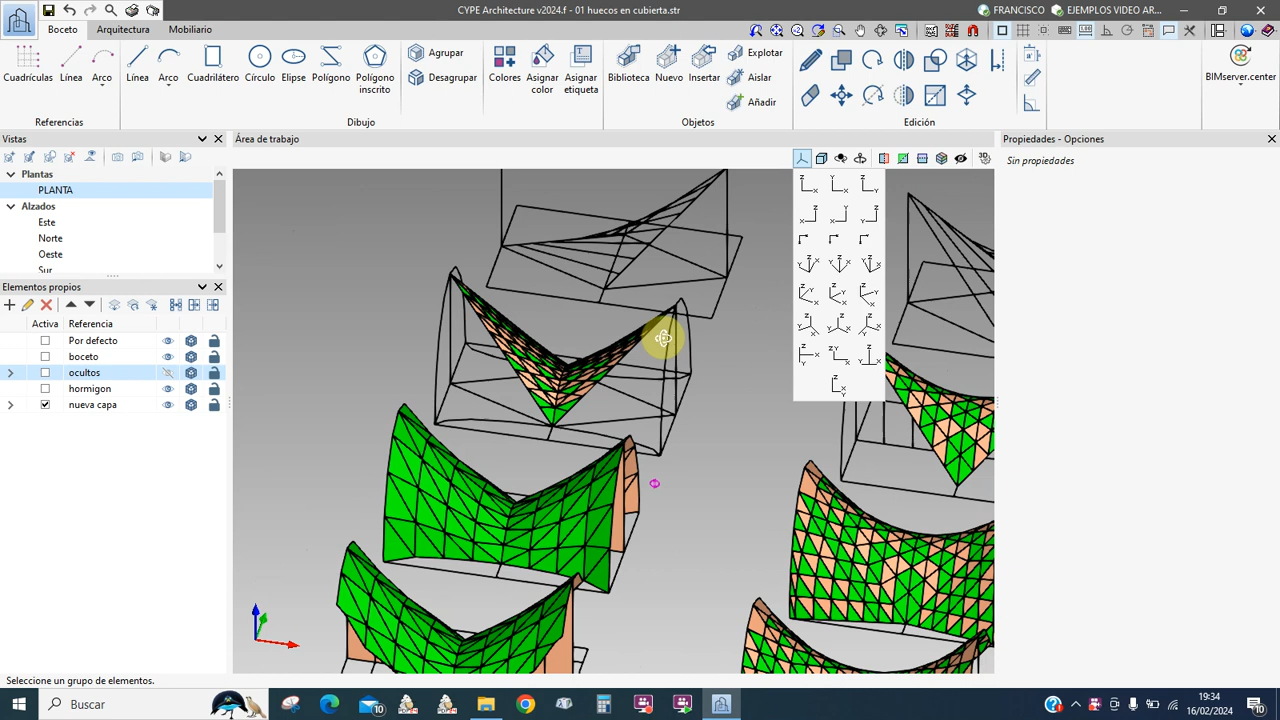 CYPE Architecture v2024.f - 01 huecos en cubierta.str
FRANCISCO
EJEMPLOS VIDEO AR...
Boceto
Arquitectura
Mobiliario
Cuadrículas
Línea
Arco
Línea
Arco
Cuadrilátero
Círculo
Elipse
Polígono
Polígono inscrito
Agrupar
Desagrupar
Colores
Asignar color
Asignar etiqueta
Biblioteca
Nuevo
Insertar
Explotar
Aislar
Añadir
BIMserver.center
Referencias
Dibujo
Objetos
Edición
Vistas
Área de trabajo
Propiedades - Opciones
Sin propiedades
Plantas
PLANTA
Alzados
Este
Norte
Oeste
Sur
Elementos propios
Activa
Referencia
Por defecto
boceto
ocultos
hormigon
nueva capa
Seleccione un grupo de elementos.
Buscar
10
19:34
16/02/2024
10